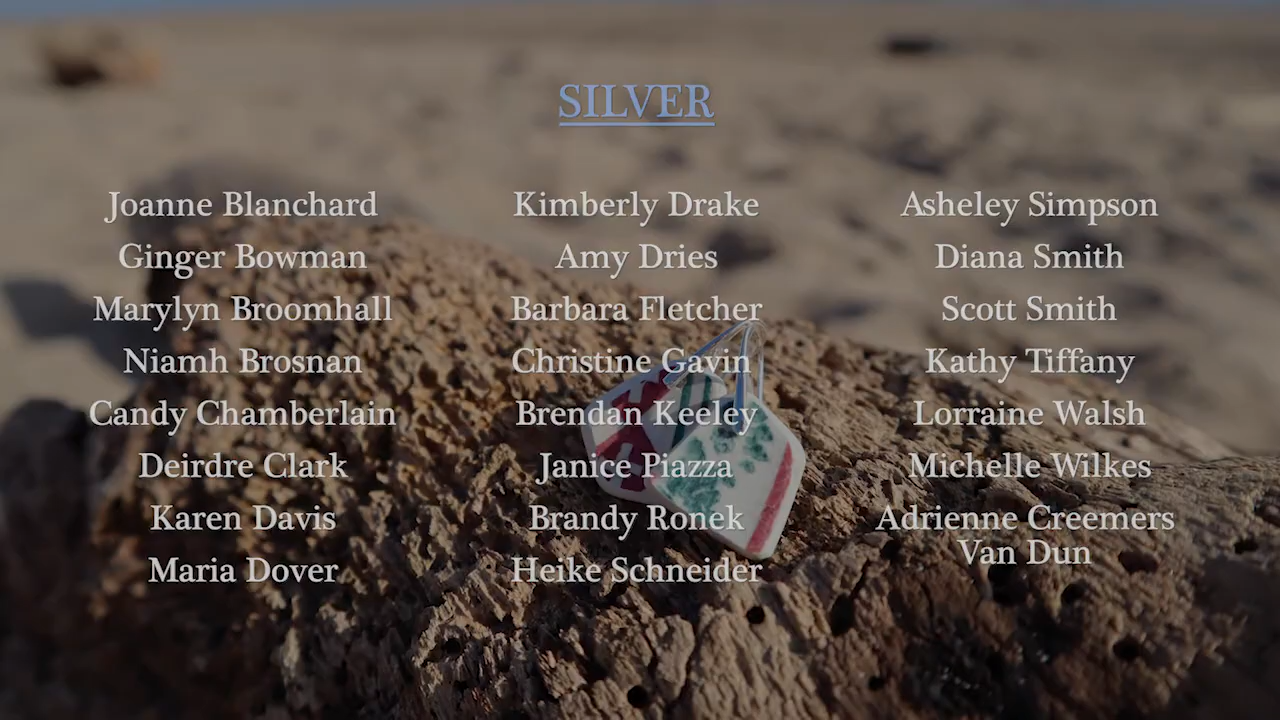 SILVER
Joanne Blanchard
Ginger Bowman
Marylyn Broomhall
Niamh Brosnan
Candy Chamberlain
Deirdre Clark
Karen Davis
Maria Dover
Kimberly Drake
Amy Dries
Barbara Fletcher
Christine Gavin
Brendan Keeley
Janice Piazza
Brandy Ronek
Heike Schneider
Asheley Simpson
Diana Smith
Scott Smith
Kathy Tiffany
Lorraine Walsh
Michelle Wilkes
Adrienne Creemers
Van Dun